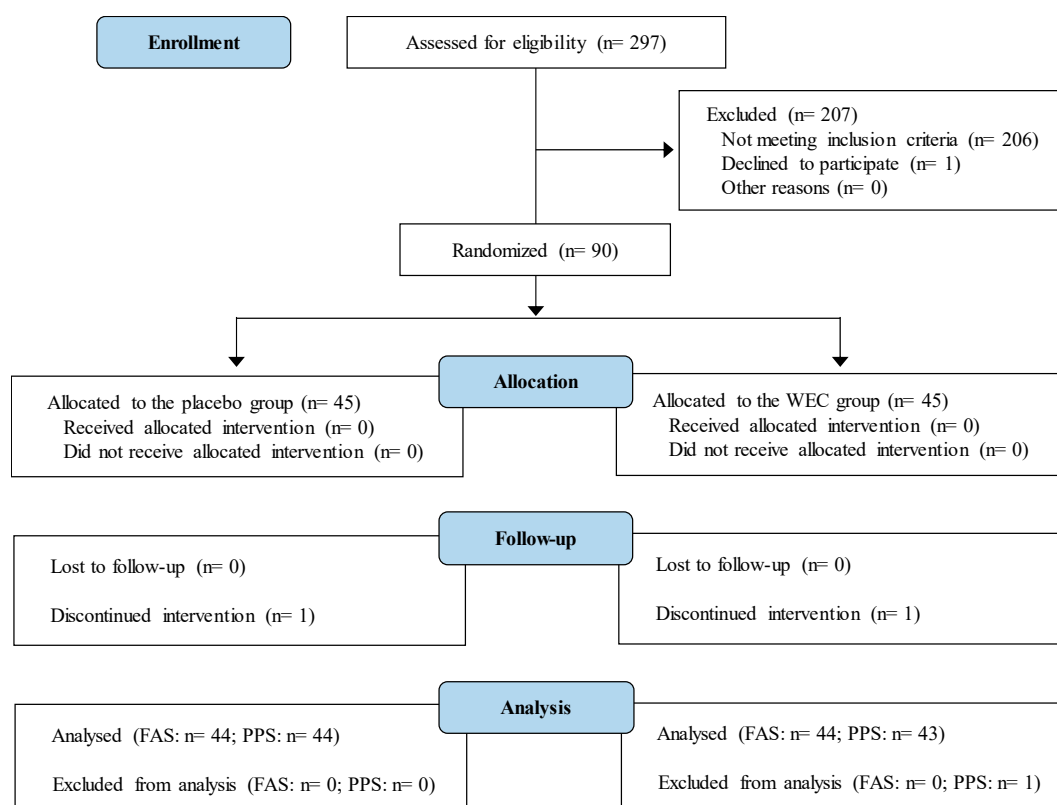 Enrollment
Assessed for eligibility (n= 297)
Excluded (n= 207)
Not meeting inclusion criteria (n= 206)
Declined to participate (n= 1)
Other reasons (n= 0)
Randomized (n= 90)
Allocation
Allocated to the placebo group (n= 45)
Received allocated intervention (n= 0)
Did not receive allocated intervention (n= 0)
Allocated to the WEC group (n= 45)
Received allocated intervention (n= 0)
Did not receive allocated intervention (n= 0)
Follow-up
Lost to follow-up (n= 0)
Discontinued intervention (n= 1)
Lost to follow-up (n= 0)
Discontinued intervention (n= 1)
Analysis
Analysed (FAS: n= 44; PPS: n= 44)
Excluded from analysis (FAS: n= 0; PPS: n= 0)
Analysed (FAS: n= 44; PPS: n= 43)
Excluded from analysis (FAS: n= 0; PPS: n= 1)